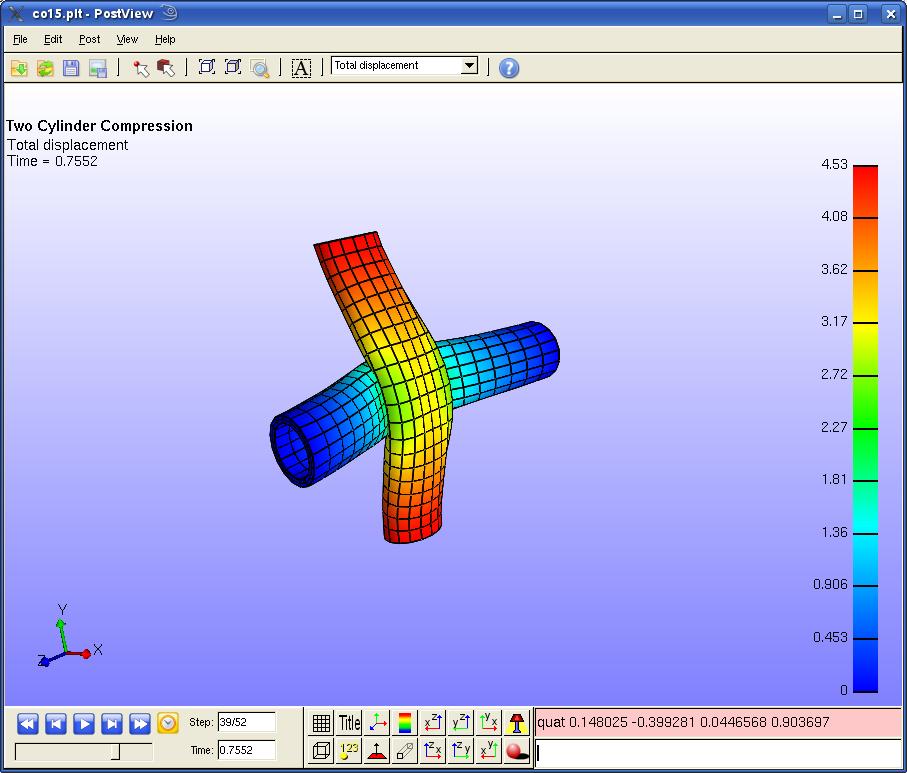 co15.plt - PostView
File Edit Post View Help
A Total displacement ?
Two Cylinder Compression
Total displacement
Time = 0.7552
4.53
4.08
3.62
3.17
2.72
2.27
1.81
1.36
0.906
0.453
0
Y
X
Z
Step: 39/52
Title
quat 0.148025 -0.399281 0.0446568 0.903697
Time: 0.7552
123